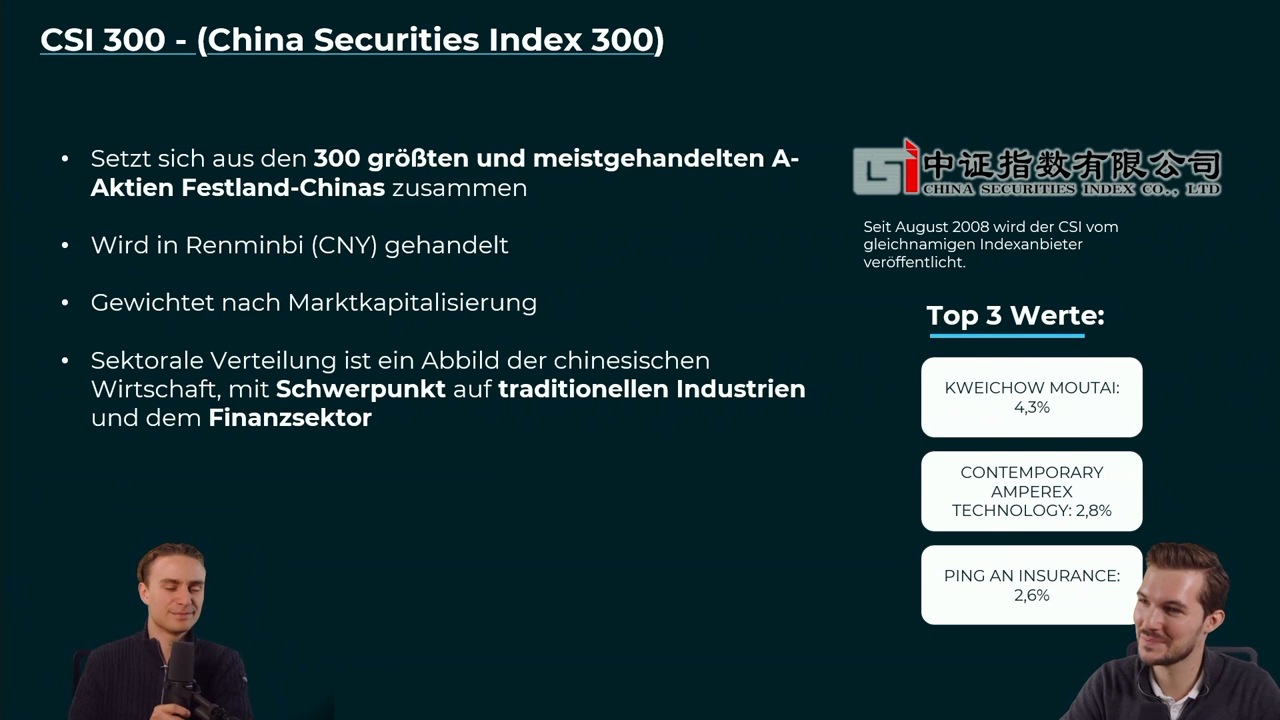 CSI 300 - (China Securities Index 300)
• Setzt sich aus den 300 größten und meistgehandelten A-
Aktien Festland-Chinas zusammen
• Wird in Renminbi (CNY) gehandelt
• Gewichtet nach Marktkapitalisierung
• Sektorale Verteilung ist ein Abbild der chinesischen
Wirtschaft, mit Schwerpunkt auf traditionellen Industrien
und dem Finanzsektor
中证指数有限公司
CHINA SECURITIES INDEX CO., LTD
Seit August 2008 wird der CSI vom
gleichnamigen Indexanbieter
veröffentlicht.
Top 3 Werte:
KWEICHOW MOUTAI:
4,3%
CONTEMPORARY
AMPEREX
TECHNOLOGY: 2,8%
PING AN INSURANCE:
2,6%